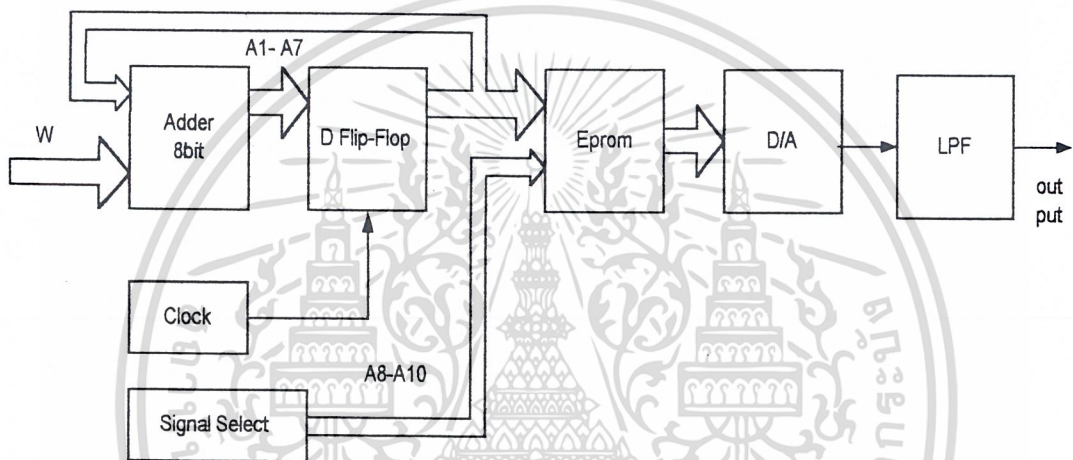 A1- A7
W
Adder
8bit
D Flip-Flop
Eprom
D/A
LPF
out
put
Clock
A8-A10
Signal Select